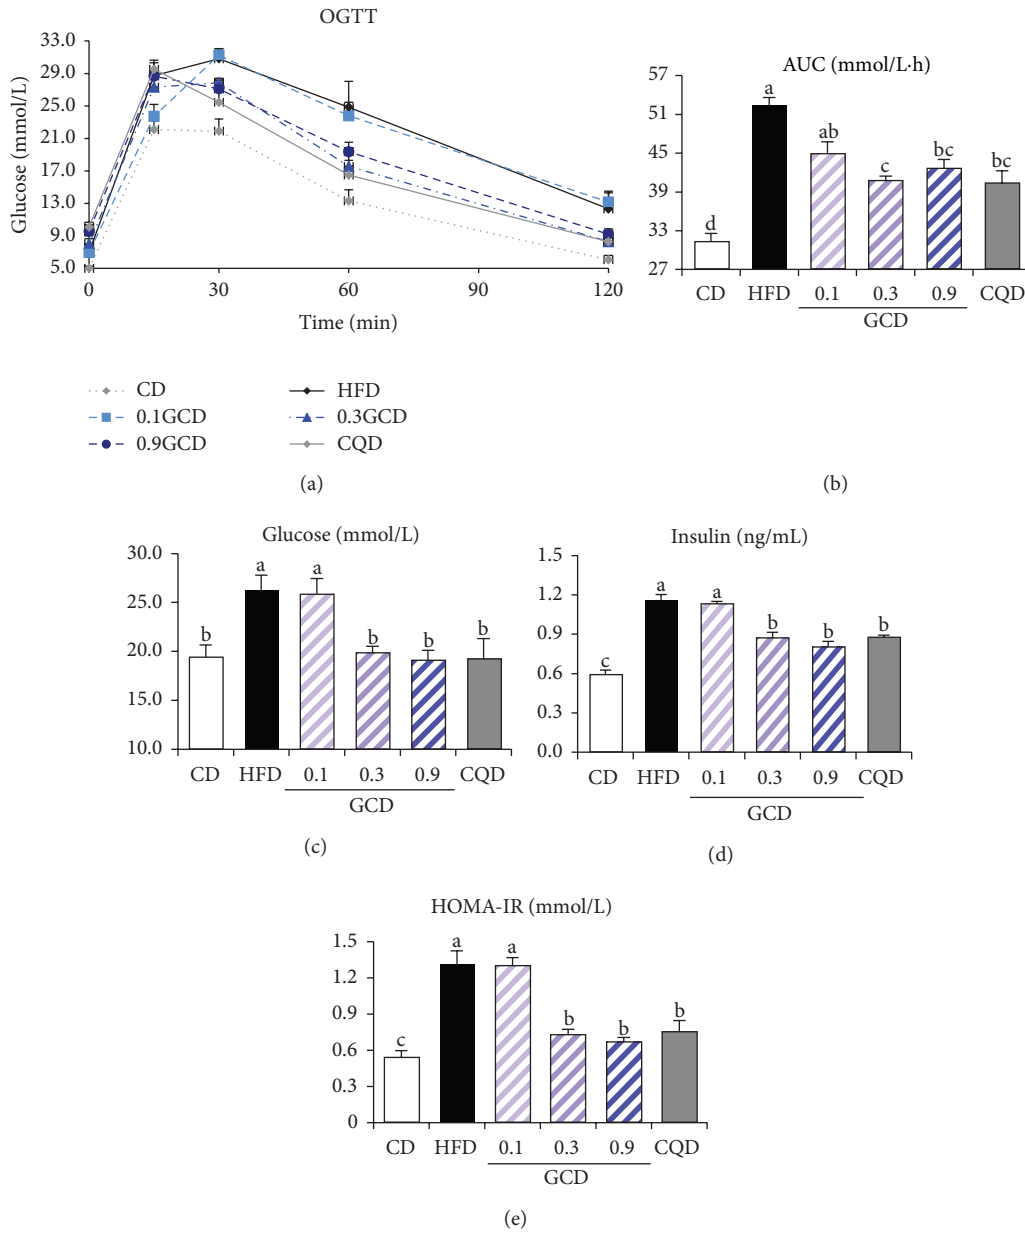 OGTT
33.0
29.0
25.0
21.0
17.0
13.0
9.0
5.0
Glucose (mmol/L)
0 30 60 90 120
Time (min)
CD HFD
0.1GCD 0.3GCD
0.9GCD CQD
(a)
AUC (mmol/L·h)
57
51
45
39
33
27
d a ab c bc bc
CD HFD 0.1 0.3 0.9 CQD
GCD
(b)
Glucose (mmol/L)
30.0
25.0
20.0
15.0
10.0
b a a b b b
CD HFD 0.1 0.3 0.9 CQD
GCD
(c)
Insulin (ng/mL)
1.5
1.2
0.9
0.6
0.3
0.0
c a a b b b
CD HFD 0.1 0.3 0.9 CQD
GCD
(d)
HOMA-IR (mmol/L)
1.5
1.2
0.9
0.6
0.3
0
c a a b b b
CD HFD 0.1 0.3 0.9 CQD
GCD
(e)